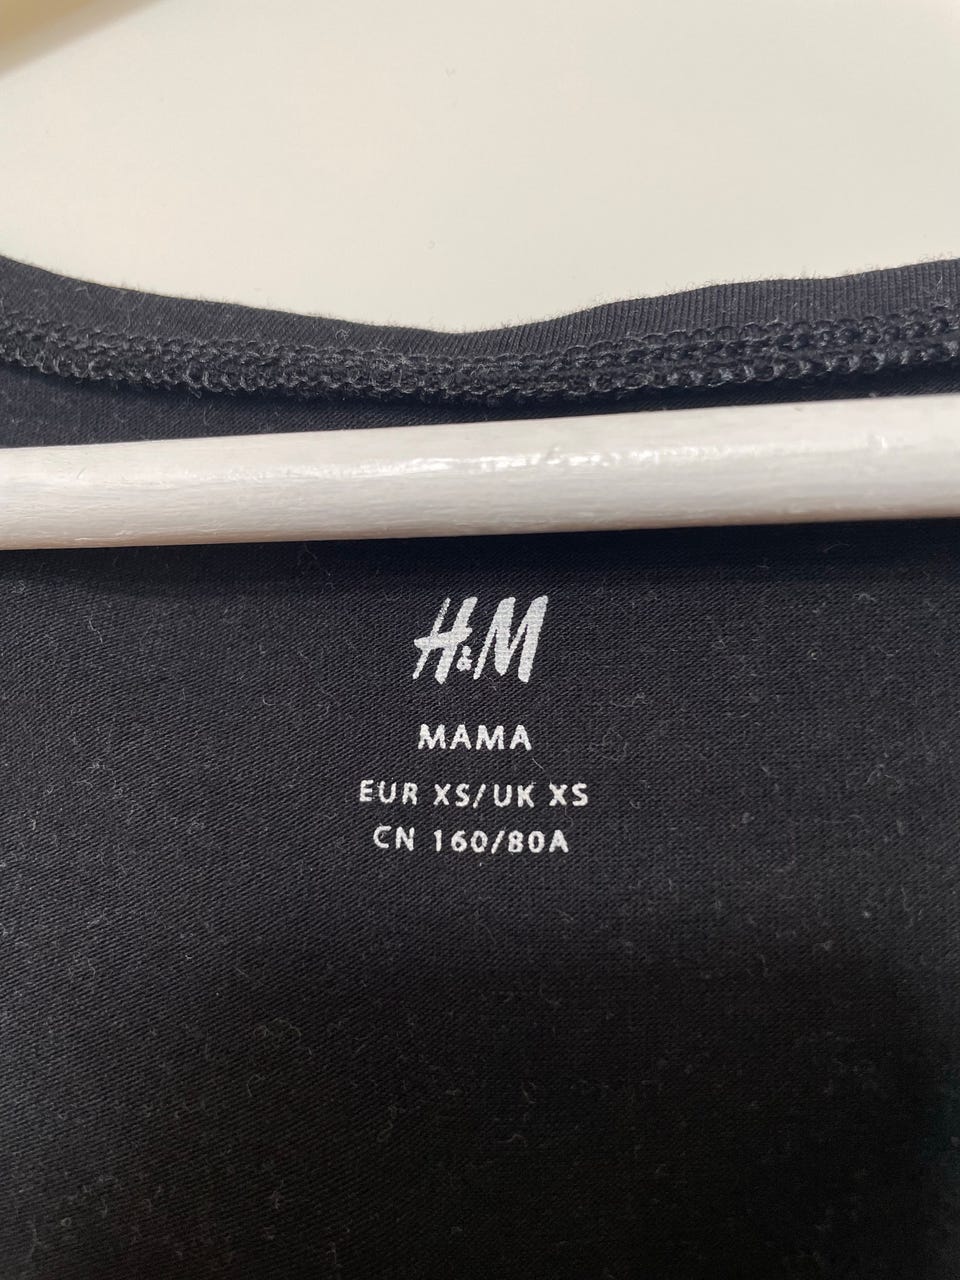 H&M
MAMA
EUR XS/UK XS
CN 160/80A